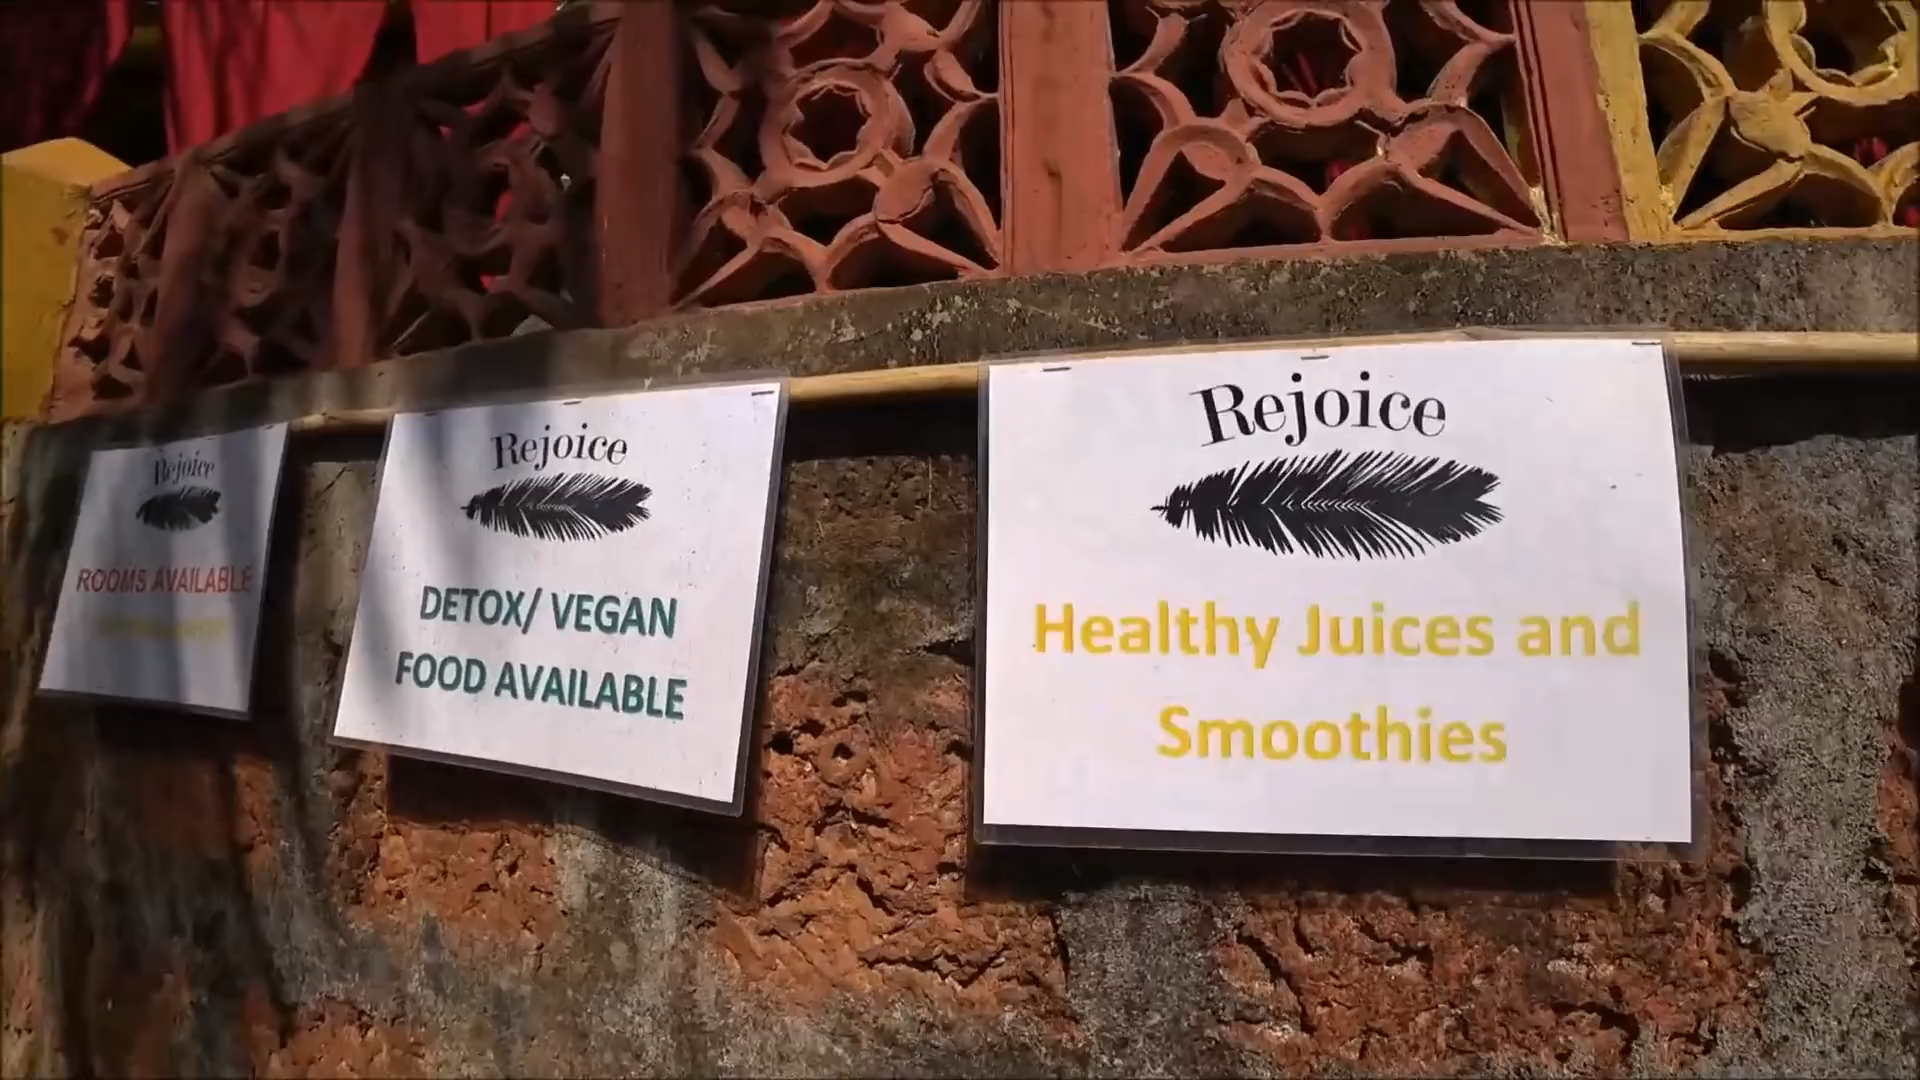 Rejoice
ROOMS AVAILABLE
Rejoice
DETOX/ VEGAN
FOOD AVAILABLE
Rejoice
Healthy Juices and
Smoothies